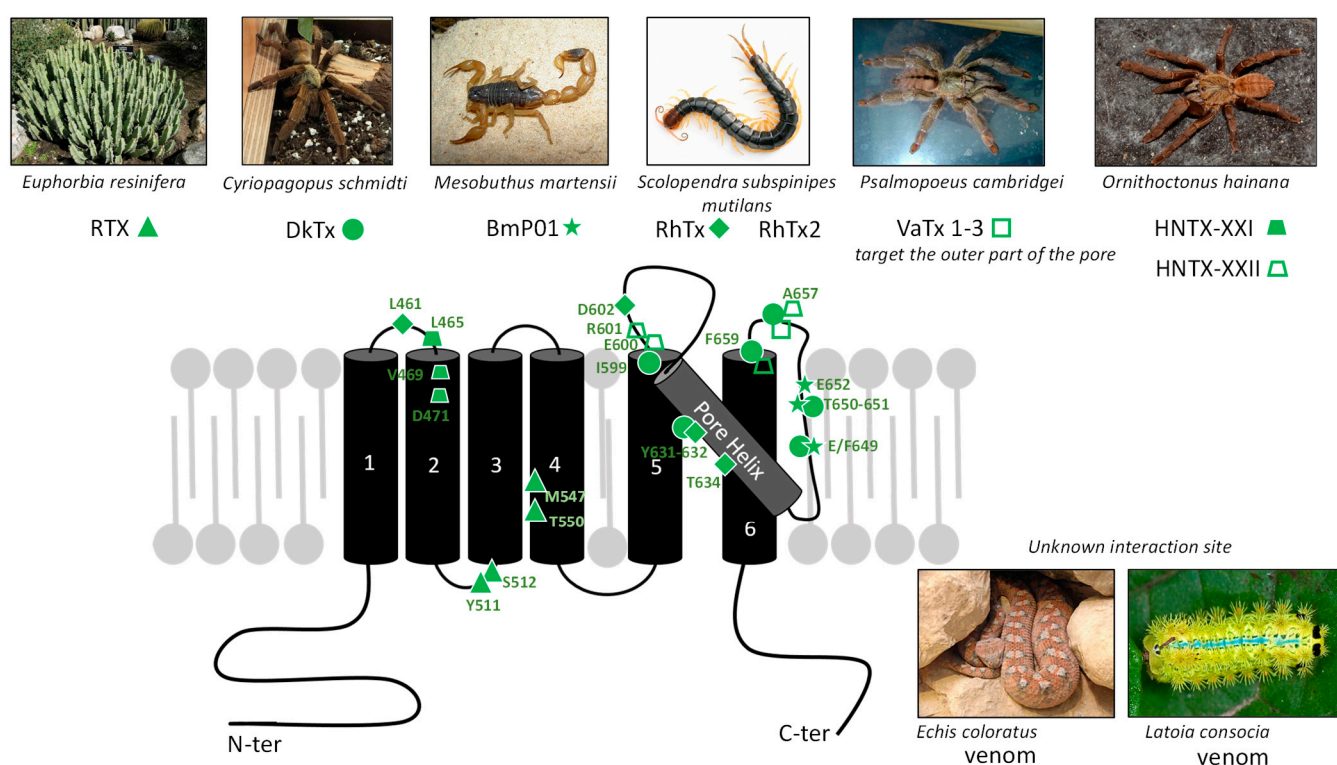 Euphorbia resinifera
Cyriopagopus schmidti
Mesobuthus martensii
Scolopendra subspinipes
mutilans
Psalmopoeus cambridgei
Ornithoctonus hainana
RTX
DkTx
BmP01
RhTx
RhTx2
VaTx 1-3
target the outer part of the pore
HNTX-XXI
HNTX-XXII
L461
L465
V469
D471
D602
R601
E600
I599
A657
F659
E652
T650-651
E/F649
Y631-632
T634
M547
T550
S512
Y511
1
2
3
4
5
Pore Helix
6
N-ter
C-ter
Unknown interaction site
Echis coloratus
venom
Latoia consocia
venom